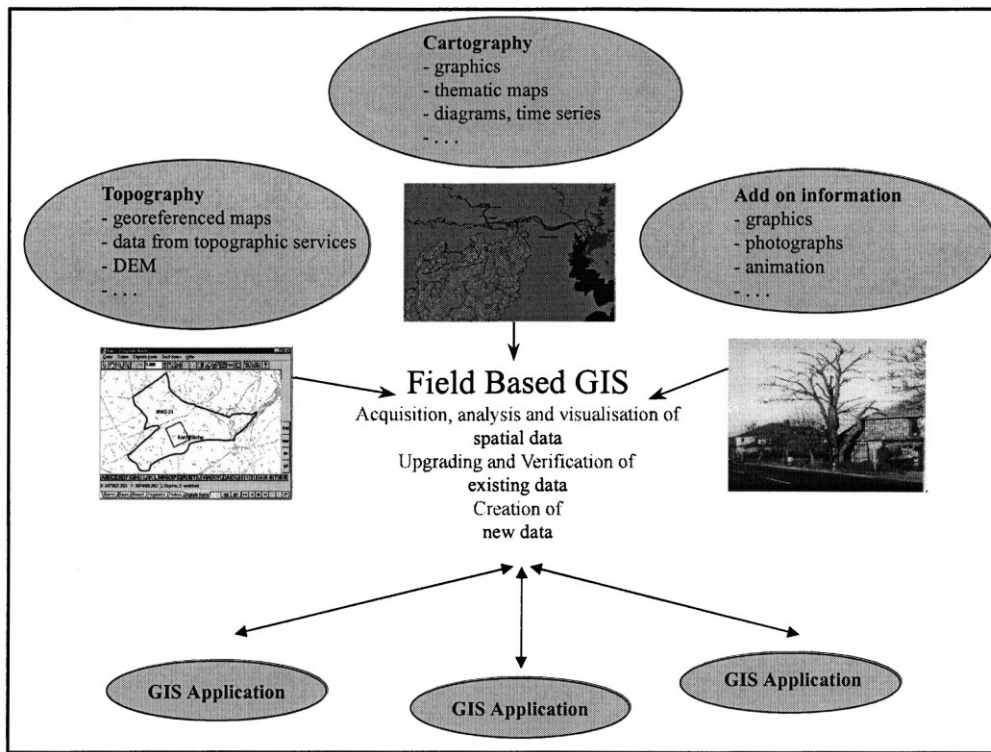 Cartography
- graphics
- thematic maps
- diagrams, time series
- . . .
Topography
- georeferenced maps
- data from topographic services
- DEM
- . . .
Add on information
- graphics
- photographs
- animation
- . . .
Field Based GIS
Acquisition, analysis and visualisation of
spatial data
Upgrading and Verification of
existing data
Creation of
new data
GIS Application
GIS Application
GIS Application